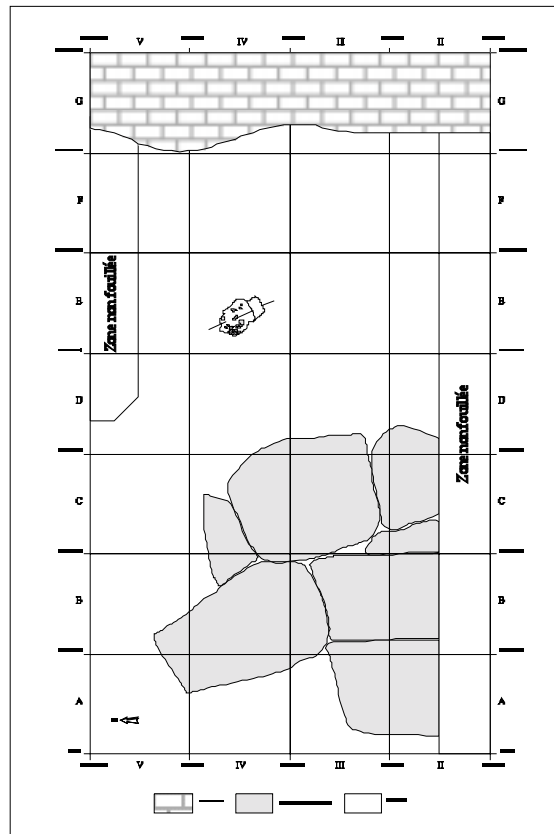 V IV III II
G G
F F
Zone non fouillée
E E
D D
Zone non fouillée
C C
B B
A A
V IV III II